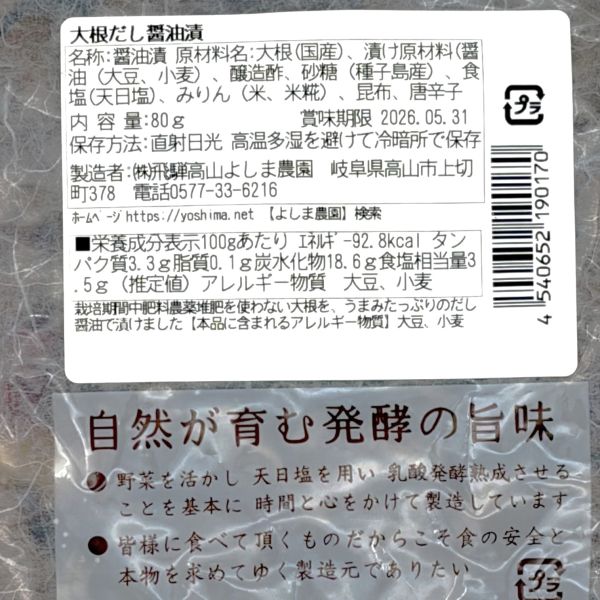 大根だし醤油漬
名称:醤油漬 原材料名:大根(国産)、漬け原材料(醤
油(大豆、小麦)、醸造酢、砂糖(種子島産)、食
塩(天日塩)、みりん(米、米糀)、昆布、唐辛子
内 容 量:80g 賞味期限 2026.05.31
保存方法:直射日光 高温多湿を避けて冷暗所で保存
製造者:㈱飛騨高山よしま農園 岐阜県高山市上切
町378 電話0577-33-6216
ﾎｰﾑﾍﾟｰｼﾞhttps://yoshima.net 【よしま農園】検索
■栄養成分表示100gあたり ｴﾈﾙｷﾞｰ92.8kcal タン
パク質3.3g脂質0.1g炭水化物18.6g食塩相当量3
.5g(推定値)アレルギー物質 大豆、小麦
栽培期間中肥料農薬堆肥を使わない大根を、うまみたっぷりのだし
醤油で漬けました【本品に含まれるアレルギー物質】大豆、小麦
プラ
4 540652 190170
自然が育む発酵の旨味
野菜を活かし 天日塩を用い 乳酸発酵熟成させる
ことを基本に 時間と心をかけて製造しています
皆様に食べて頂くものだからこそ食の安全と
本物を求めてゆく製造元でありたい
プラ